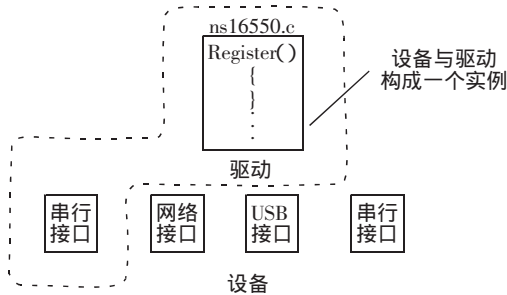 ns16550.c
Register()
{
}
⋮
设备与驱动
构成一个实例
驱动
串行
接口
网络
接口
USB
接口
串行
接口
设备